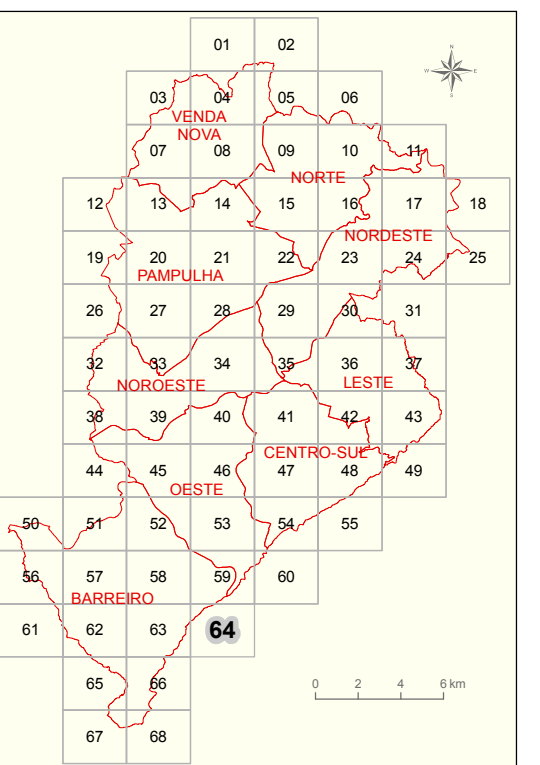 01 02
N
W E
S
03 04 05 06
VENDA
NOVA
07 08 09 10 11
NORTE
12 13 14 15 16 17 18
NORDESTE
19 20 21 22 23 24 25
PAMPULHA
26 27 28 29 30 31
32 33 34 35 36 37
NOROESTE LESTE
38 39 40 41 42 43
CENTRO-SUL
44 45 46 47 48 49
OESTE
50 51 52 53 54 55
56 57 58 59 60
BARREIRO
61 62 63 64
65 66
0 2 4 6 km
67 68